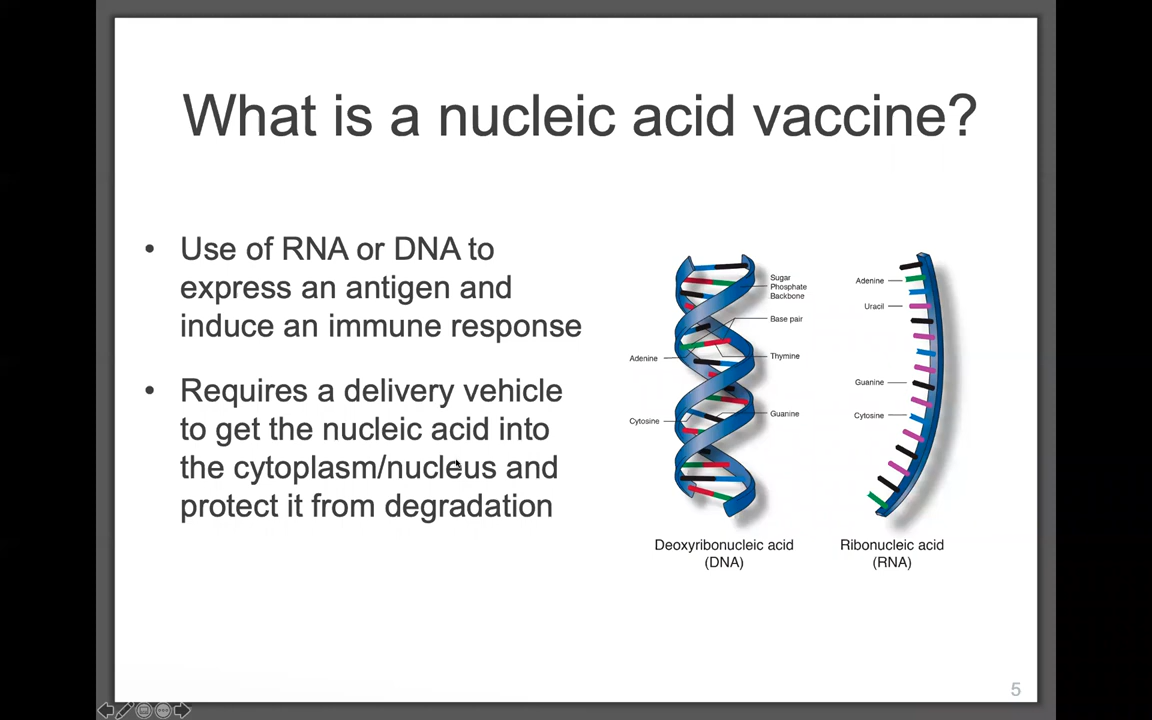 What is a nucleic acid vaccine?
• Use of RNA or DNA to
express an antigen and
induce an immune response
• Requires a delivery vehicle
to get the nucleic acid into
the cytoplasm/nucleus and
protect it from degradation
Sugar
Phosphate
Backbone
Base pair
Adenine
Thymine
Cytosine
Guanine
Deoxyribonucleic acid
(DNA)
Adenine
Uracil
Guanine
Cytosine
Ribonucleic acid
(RNA)
5